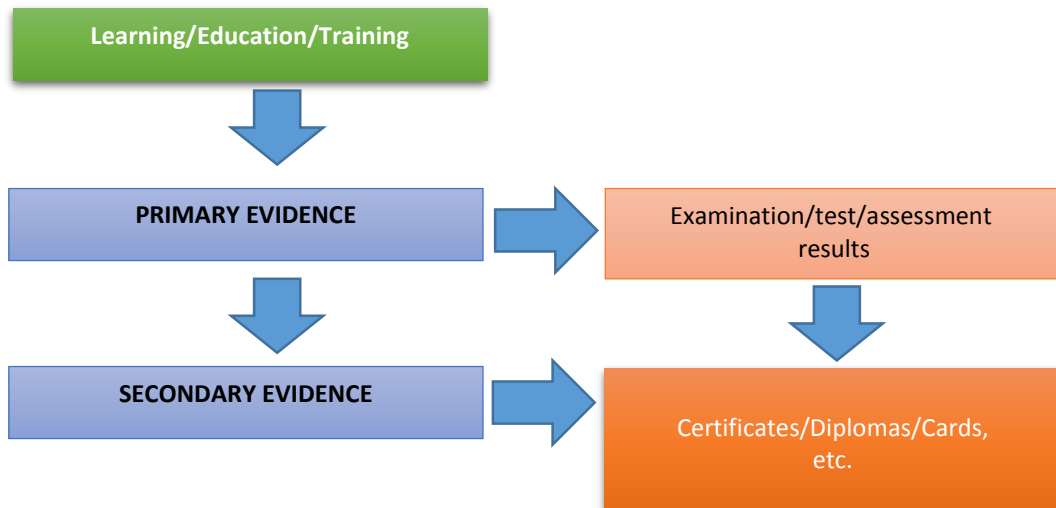 Learning/Education/Training
PRIMARY EVIDENCE
Examination/test/assessment
results
SECONDARY EVIDENCE
Certificates/Diplomas/Cards,
etc.